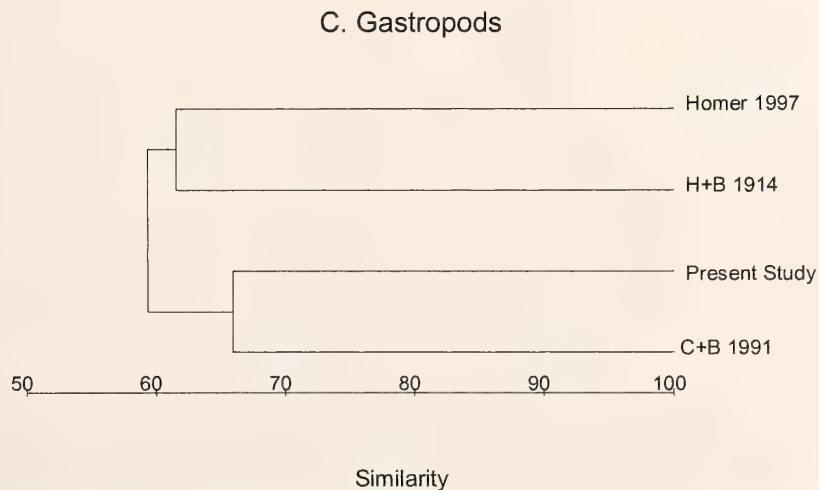 C. Gastropods
Homer 1997
H+B 1914
Present Study
C+B 1991
50 60 70 80 90 100
Similarity